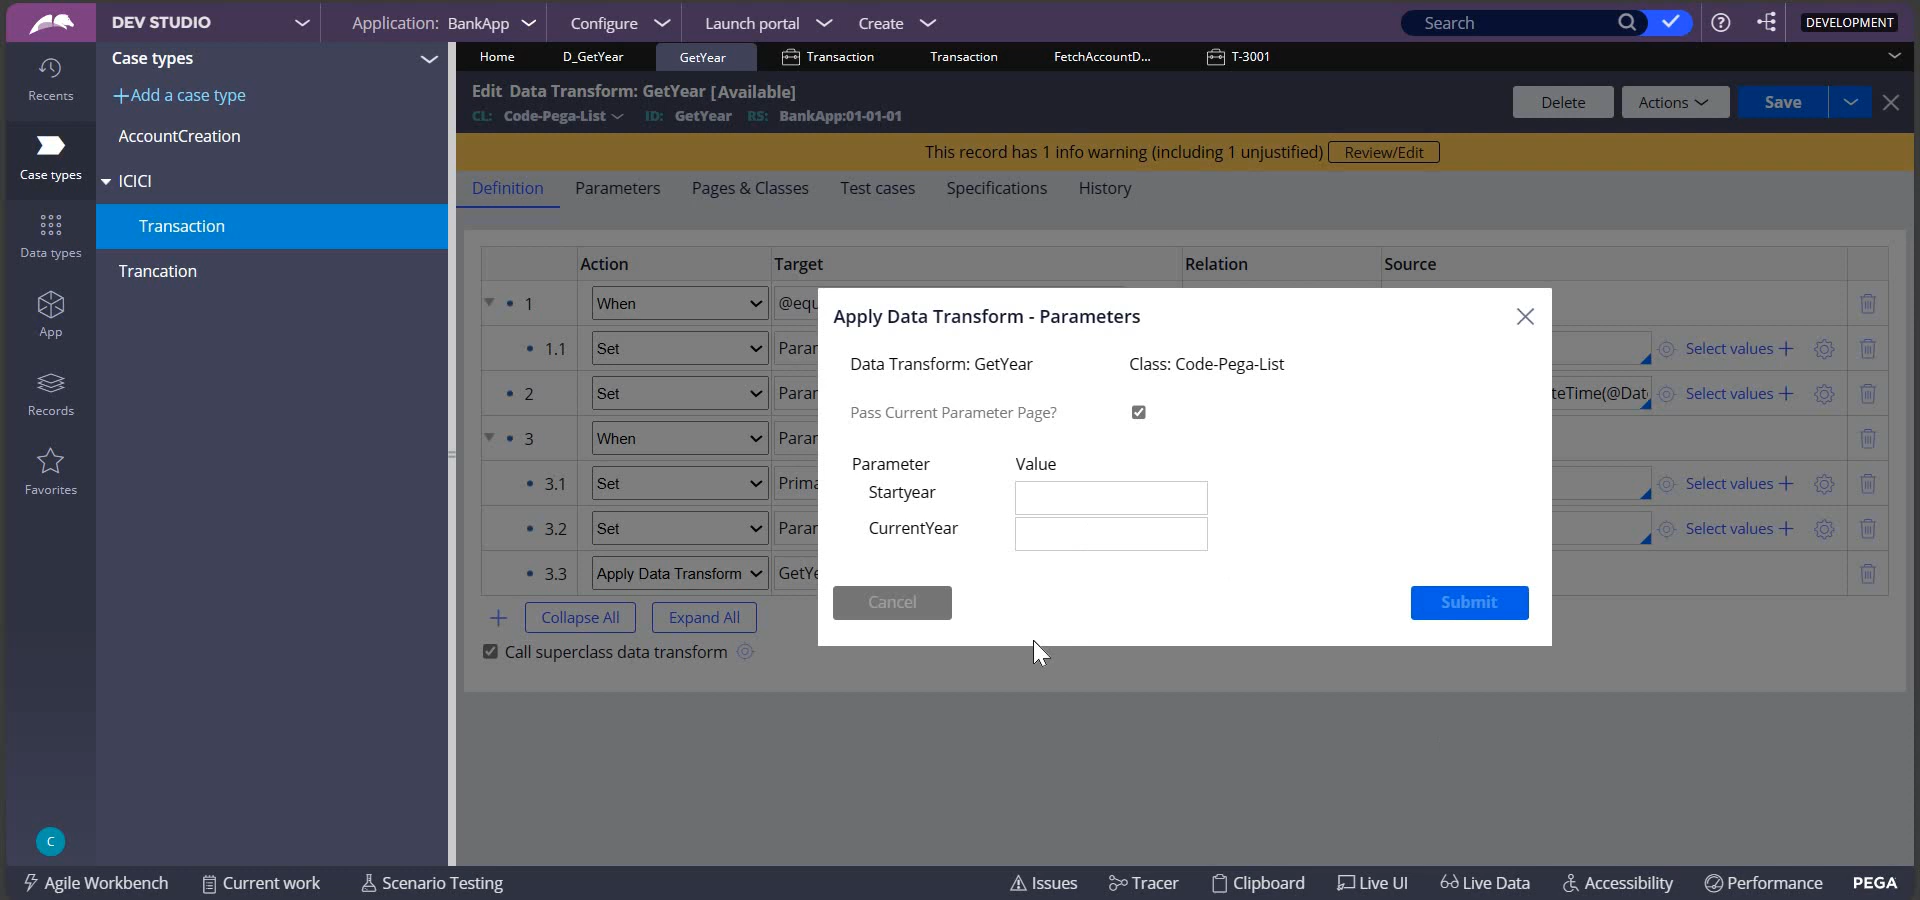 DEV STUDIO
Application: BankApp
Configure
Launch portal
Create
Search
DEVELOPMENT
Recents
Case types
Data types
App
Records
Favorites
C
Case types
+Add a case type
AccountCreation
ICICI
Transaction
Trancation
Home
D_GetYear
GetYear
Transaction
Transaction
FetchAccountD...
T-3001
Edit Data Transform: GetYear [Available]
CL: Code-Pega-List ID: GetYear RS: BankApp:01-01-01
Delete
Actions
Save
This record has 1 info warning (including 1 unjustified) Review/Edit
Definition
Parameters
Pages & Classes
Test cases
Specifications
History
Action Target Relation Source
1 When @equ
1.1 Set Parar Select values +
2 Set Parar teTime(@Dat Select values +
3 When Parar
3.1 Set Prima Select values +
3.2 Set Parar Select values +
3.3 Apply Data Transform GetYe
+ Collapse All Expand All
Call superclass data transform
Apply Data Transform - Parameters
Data Transform: GetYear Class: Code-Pega-List
Pass Current Parameter Page?
Parameter Value
Startyear
CurrentYear
Cancel
Submit
Agile Workbench
Current work
Scenario Testing
Issues
Tracer
Clipboard
Live UI
Live Data
Accessibility
Performance
PEGA